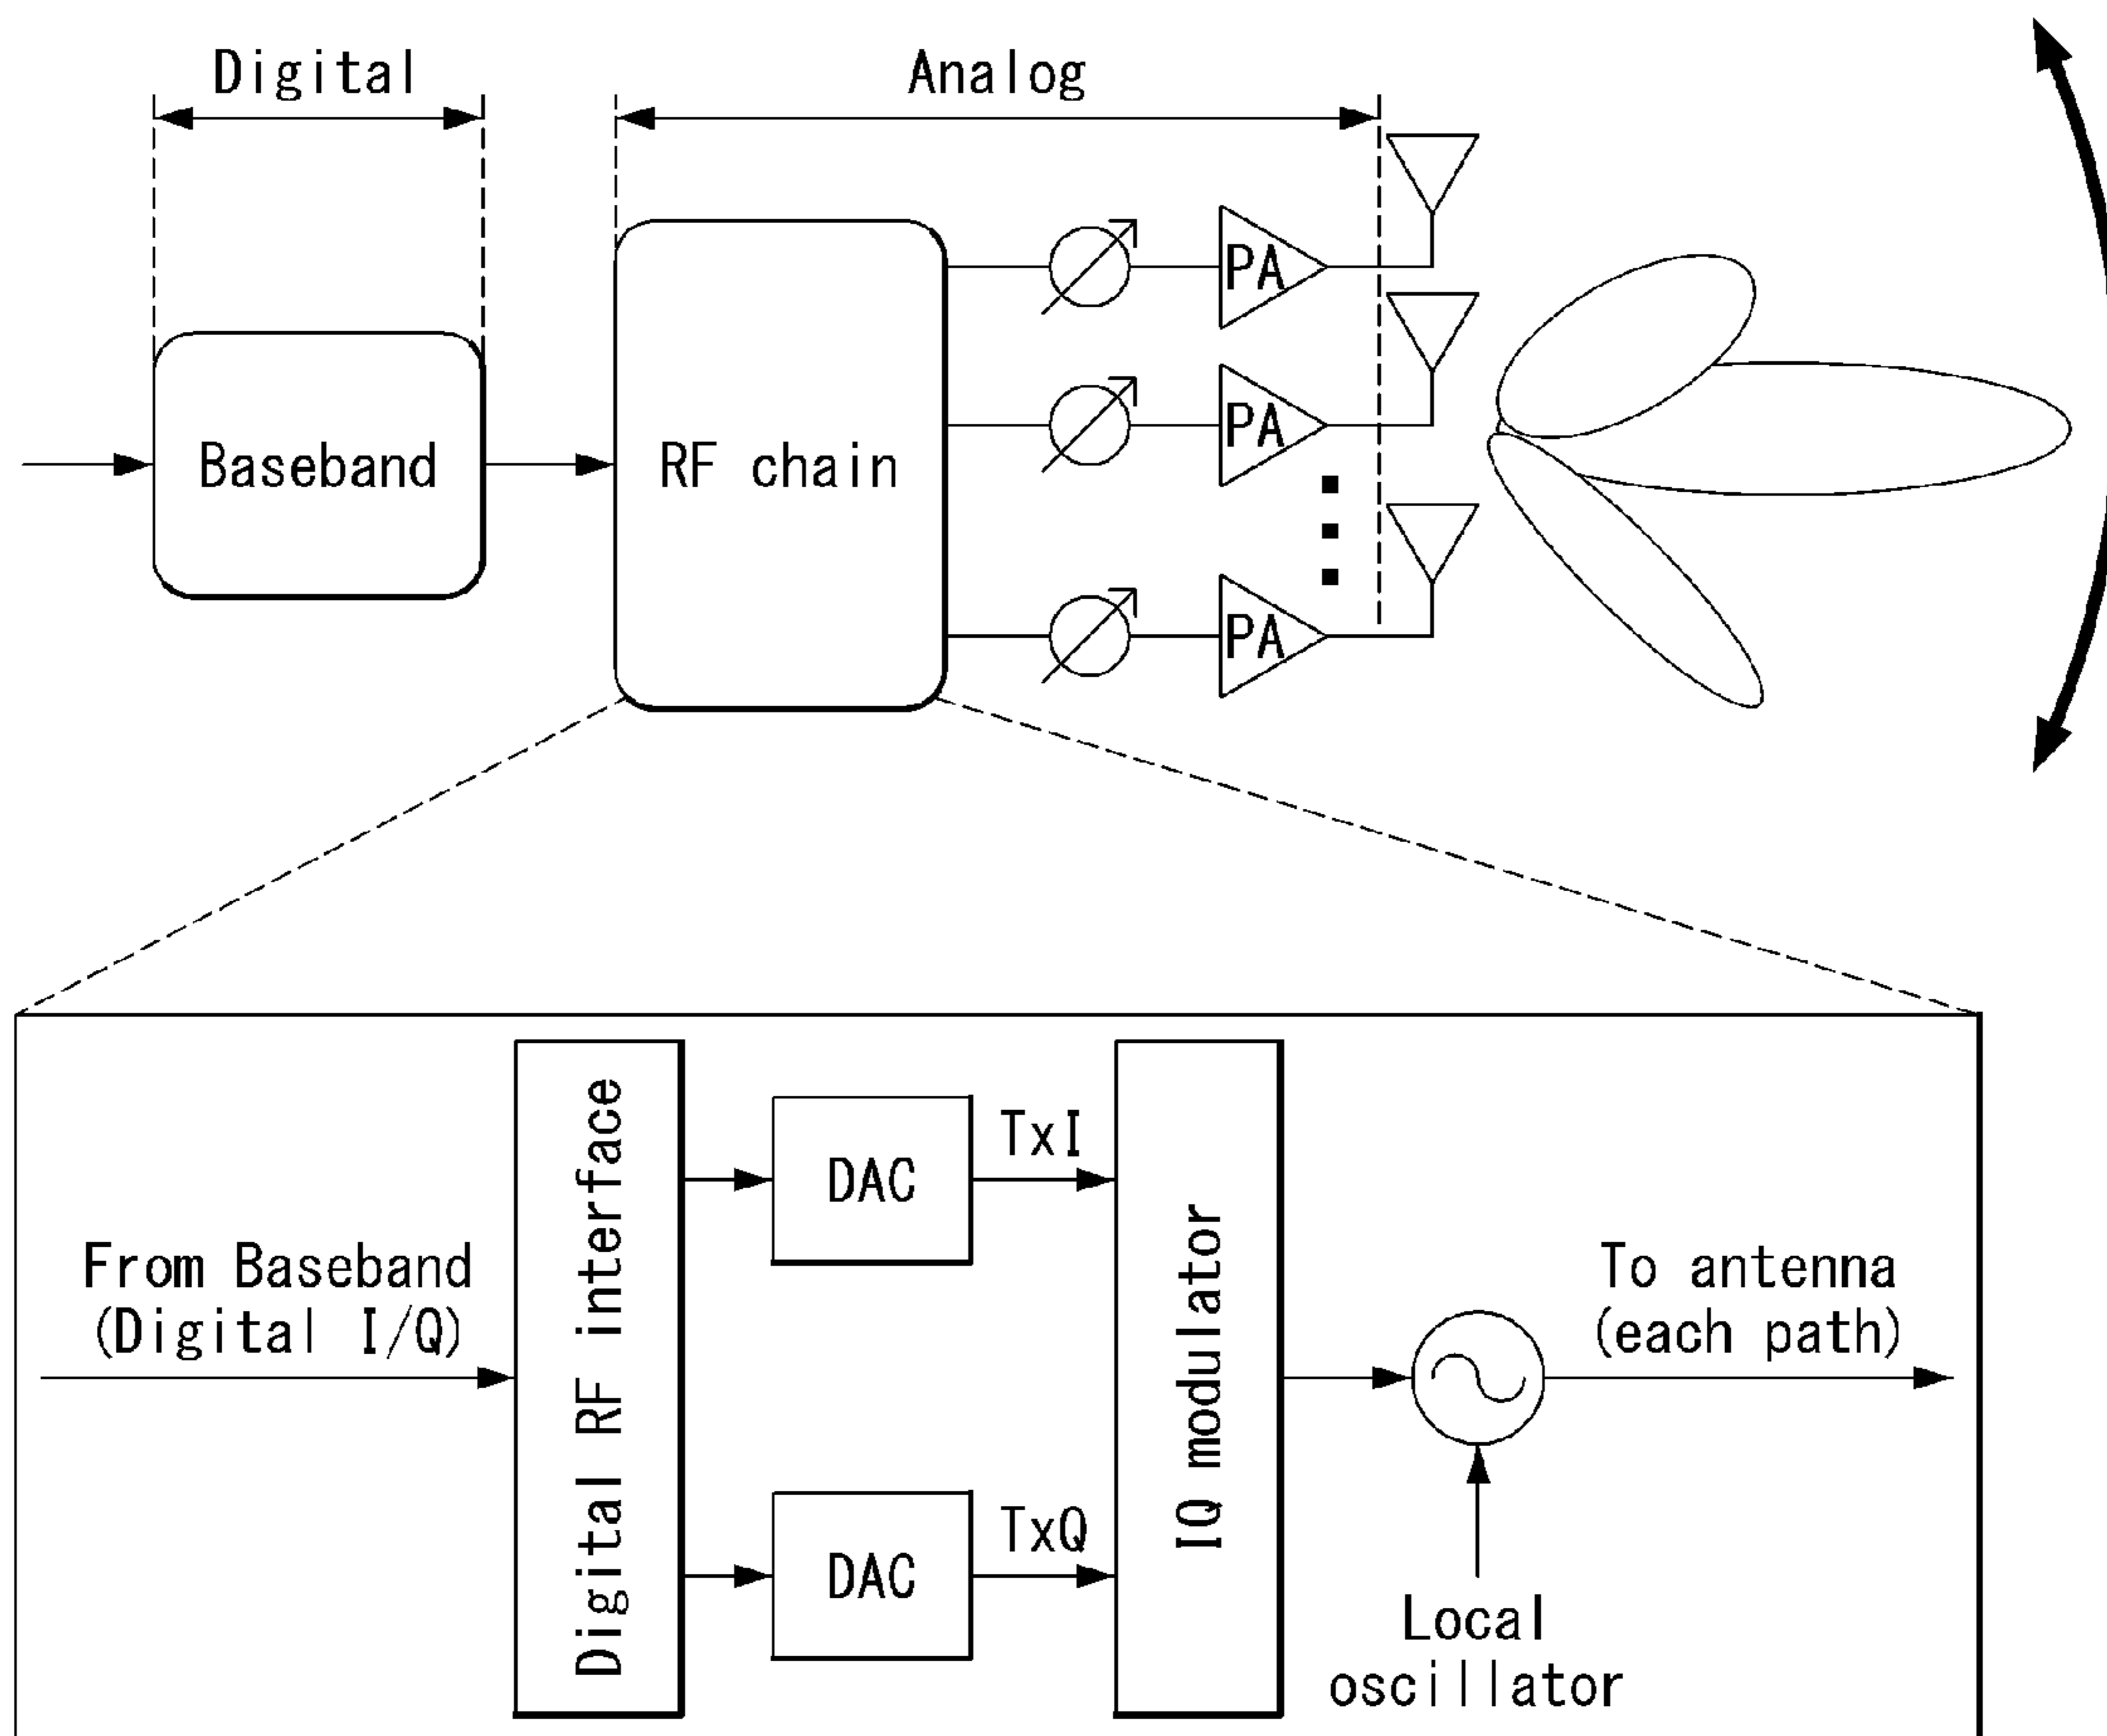 Digital
Analog
PA
PA
Baseband
RF chain
PA
Digital RF interface
DAC
TxI
IQ modulator
From Baseband
(Digital I/Q)
To antenna
(each path)
DAC
TxQ
Local
oscillator